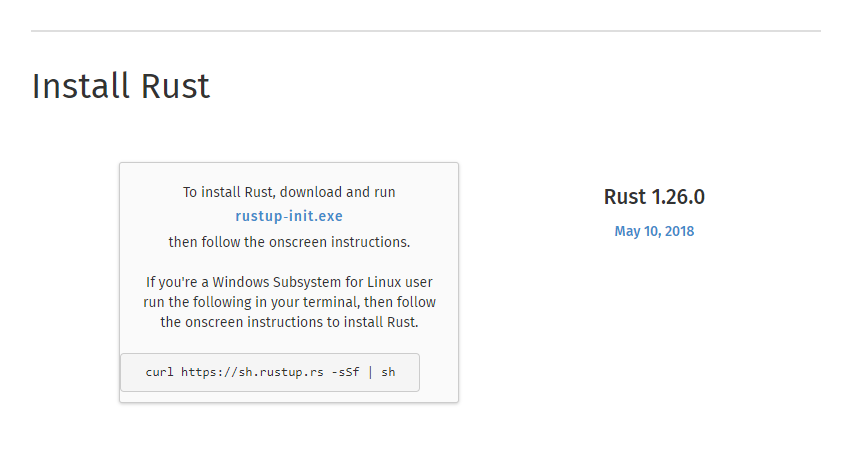 Install Rust
To install Rust, download and run
rustup-init.exe
then follow the onscreen instructions.
If you're a Windows Subsystem for Linux user
run the following in your terminal, then follow
the onscreen instructions to install Rust.
curl https://sh.rustup.rs -sSf | sh
Rust 1.26.0
May 10, 2018